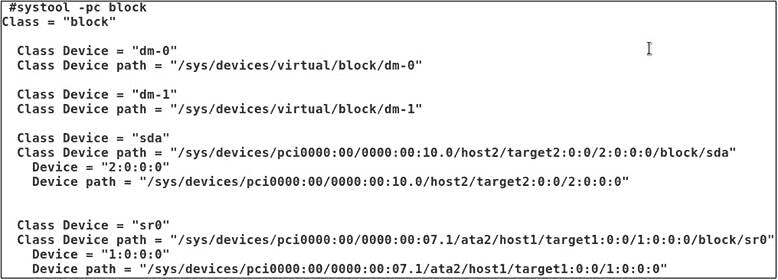 #systool -pc block
Class = "block"
Class Device = "dm-0"
Class Device path = "/sys/devices/virtual/block/dm-0"
Class Device = "dm-1"
Class Device path = "/sys/devices/virtual/block/dm-1"
Class Device = "sda"
Class Device path = "/sys/devices/pci0000:00/0000:00:10.0/host2/target2:0:0/2:0:0:0/block/sda"
Device = "2:0:0:0"
Device path = "/sys/devices/pci0000:00/0000:00:10.0/host2/target2:0:0/2:0:0:0"
Class Device = "sr0"
Class Device path = "/sys/devices/pci0000:00/0000:00:07.1/ata2/host1/target1:0:0/1:0:0:0/block/sr0"
Device = "1:0:0:0"
Device path = "/sys/devices/pci0000:00/0000:00:07.1/ata2/host1/target1:0:0/1:0:0:0"